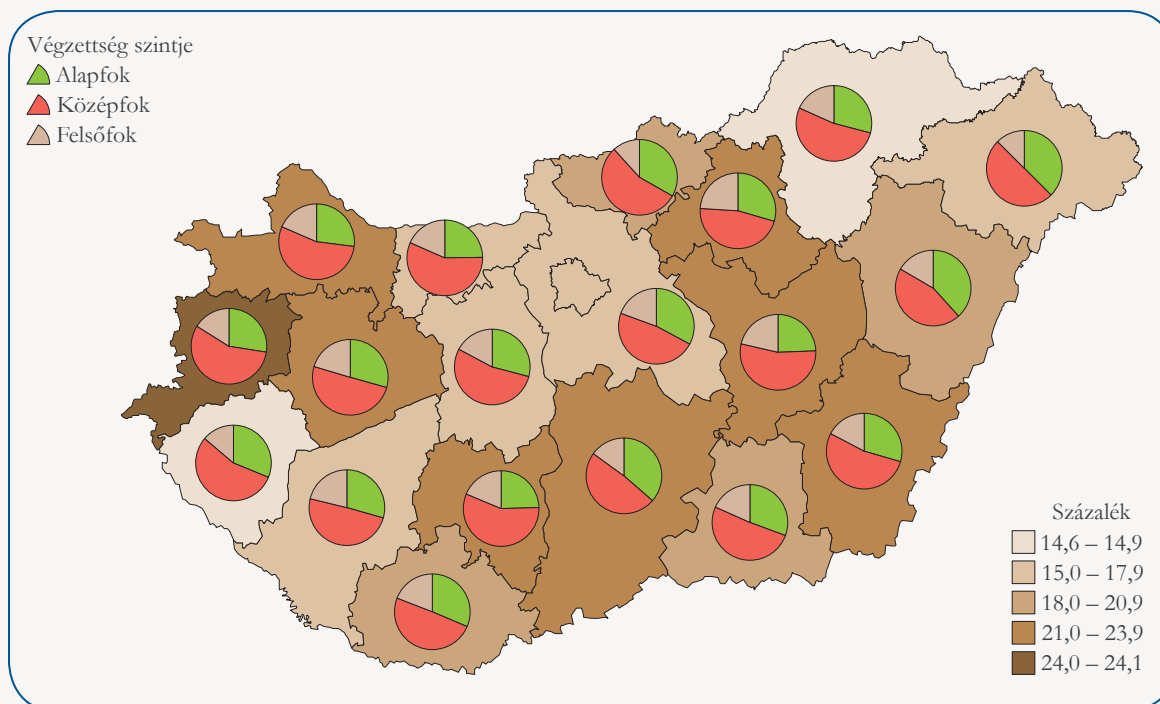 Végzettség szintje
Alapfok
Középfok
Felsőfok
Százalék
14,6 – 14,9
15,0 – 17,9
18,0 – 20,9
21,0 – 23,9
24,0 – 24,1